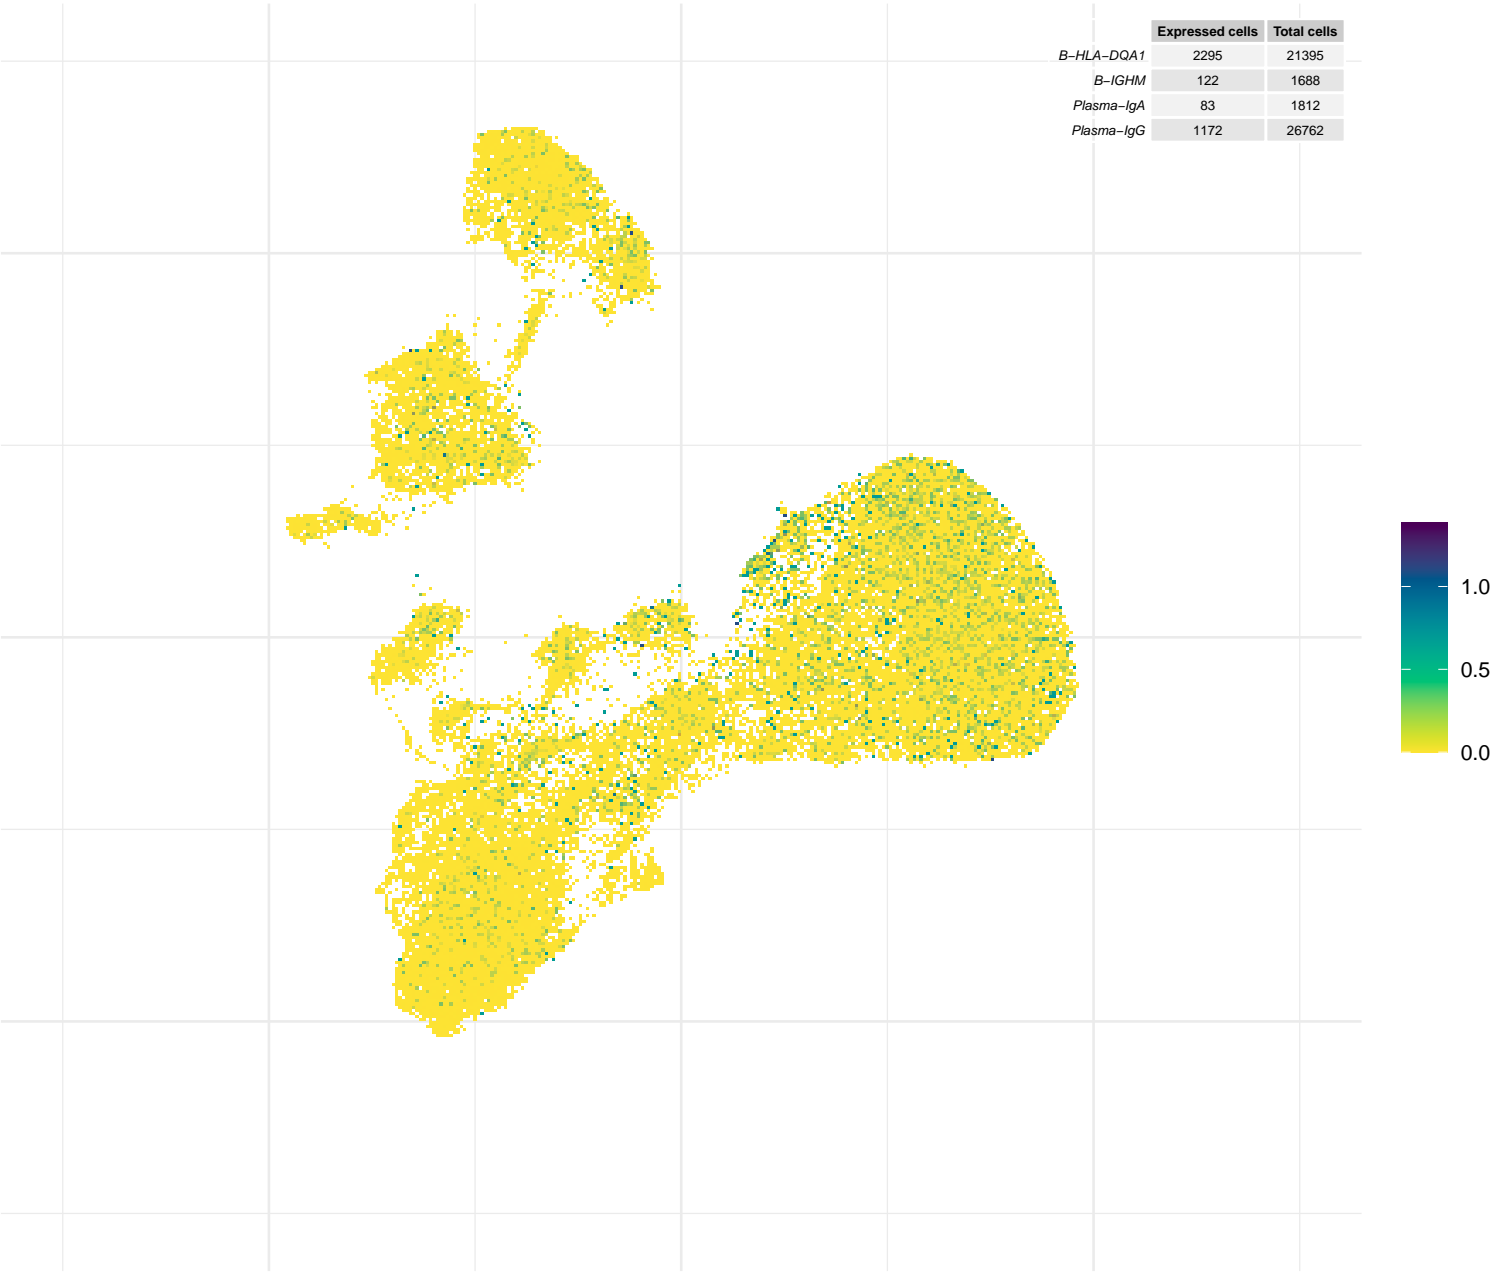 Expressed cells Total cells
B-HLA-DQA1 2295 21395
B-IGHM 122 1688
Plasma-IgA 83 1812
Plasma-IgG 1172 26762
1.0
0.5
0.0